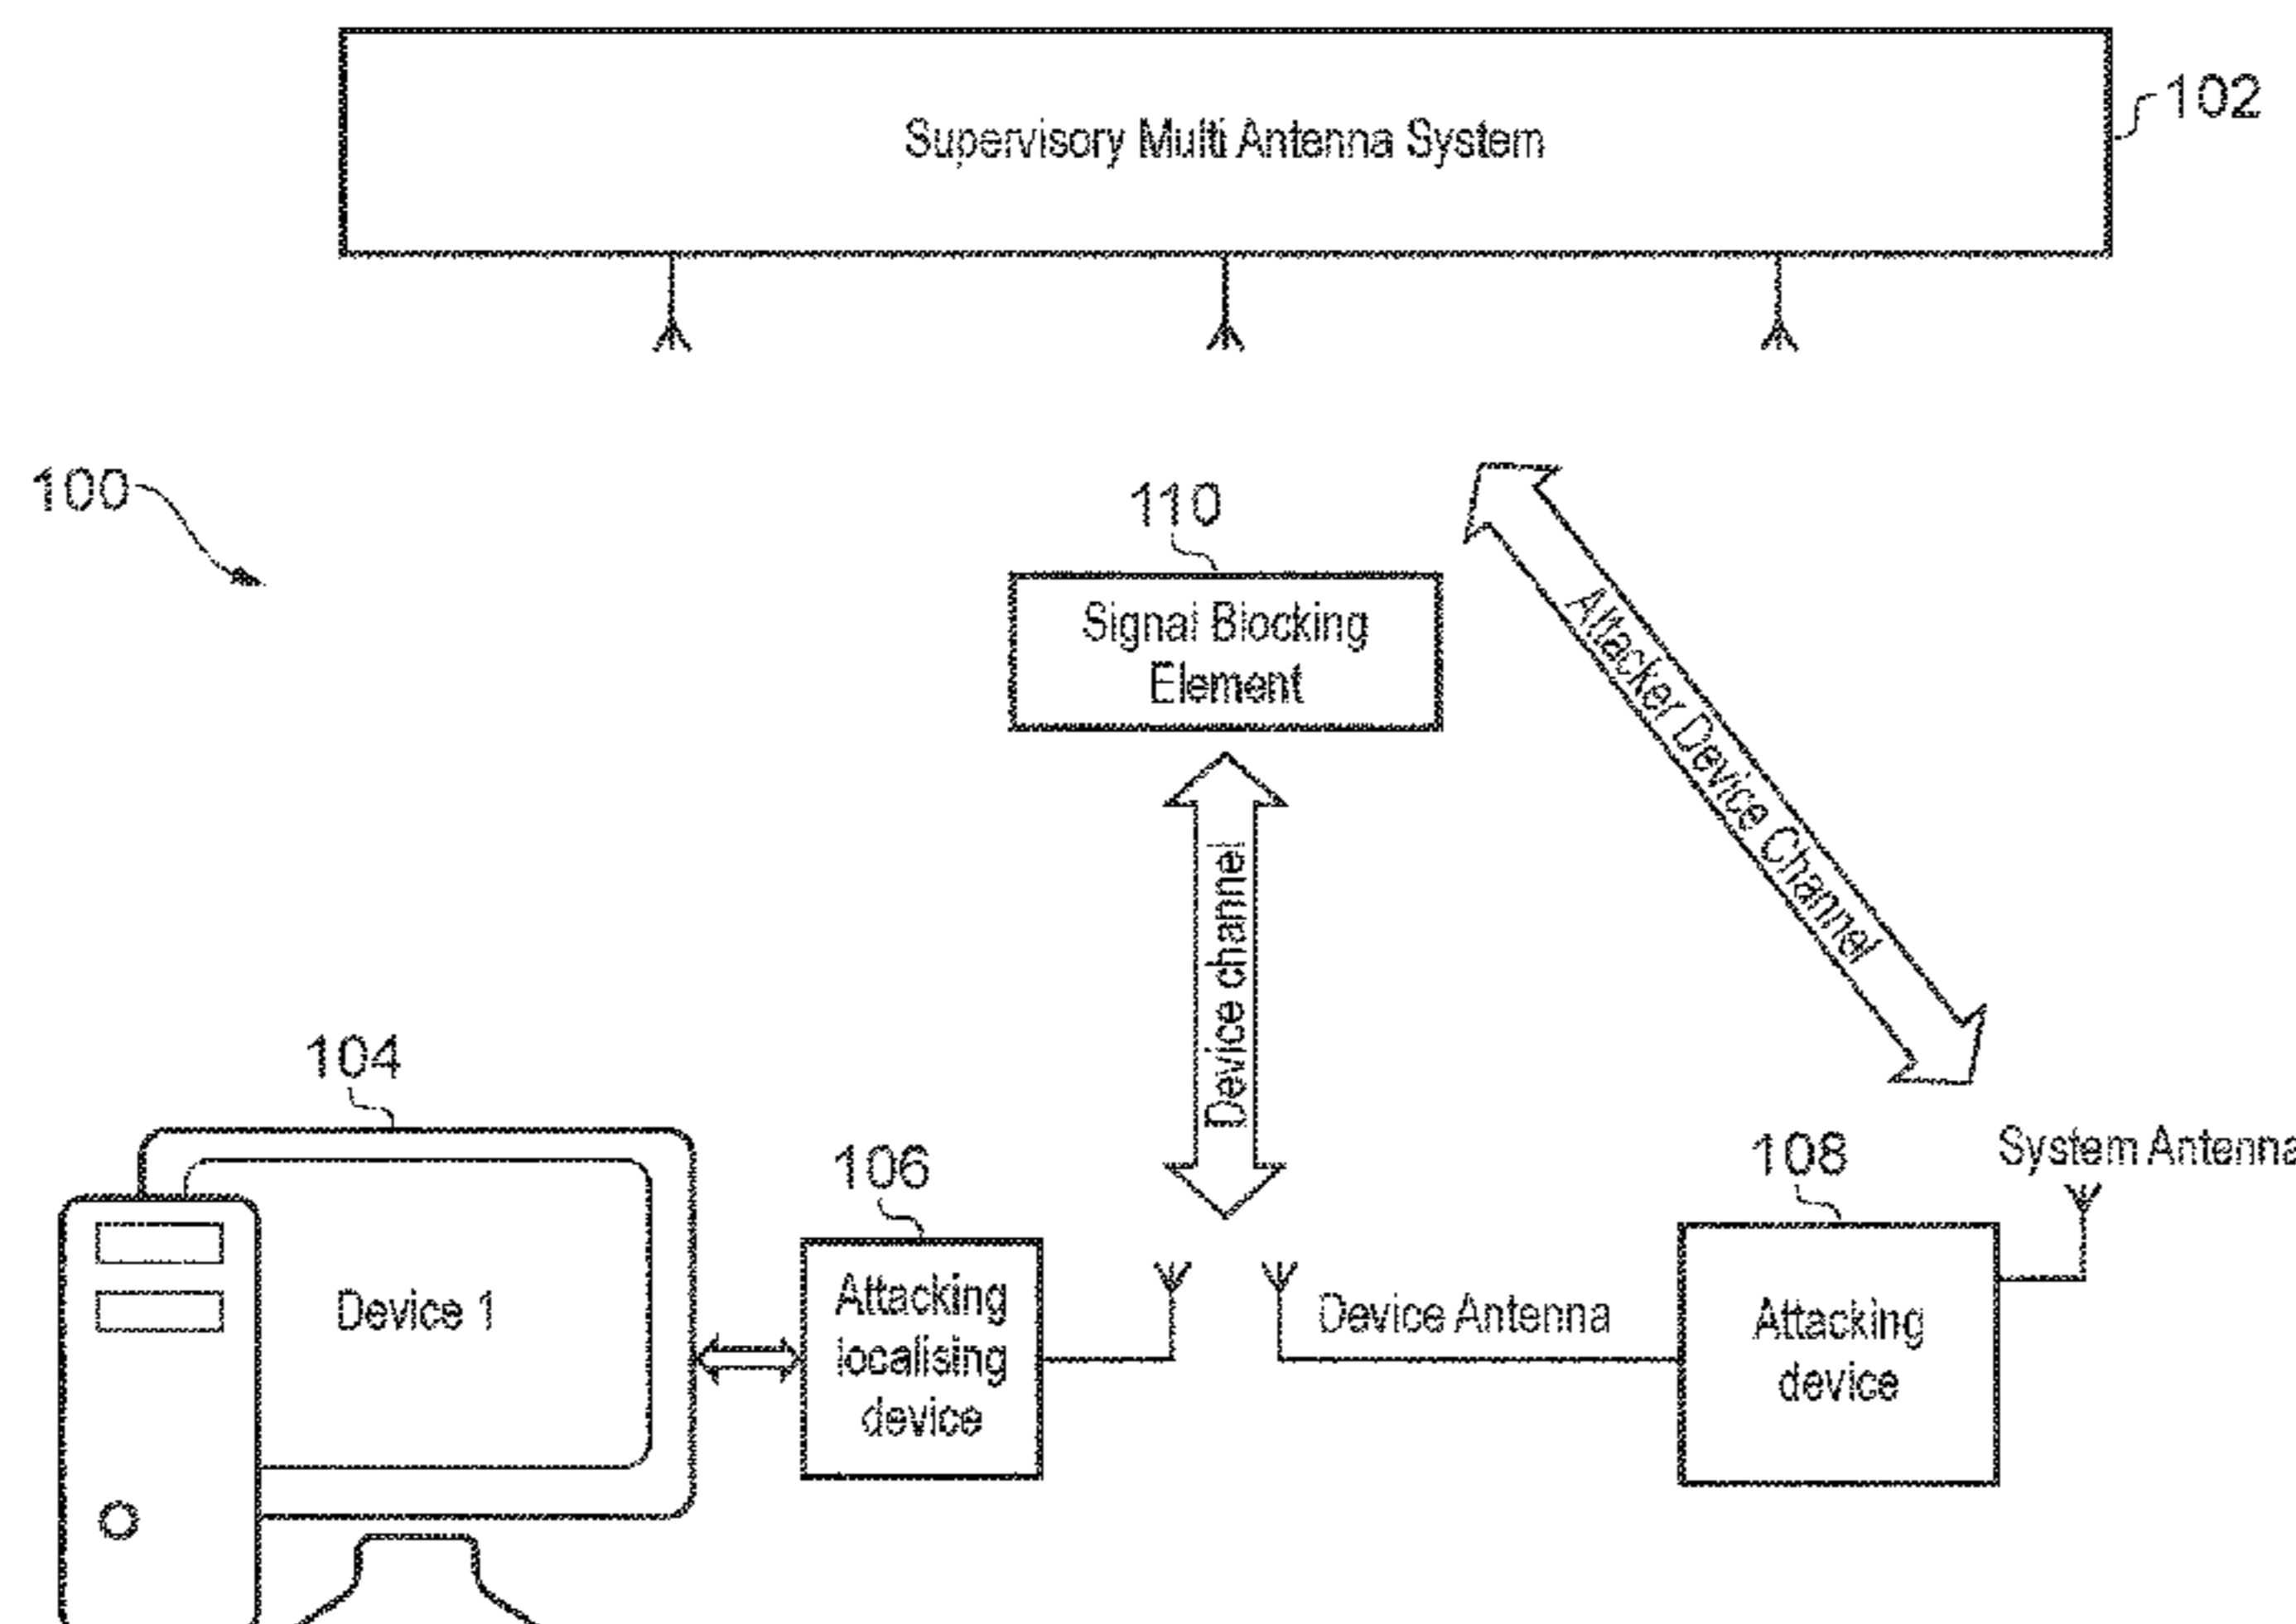 Supervisory Multi Antenna System
102
100
110
Signal Blocking
Element
Attacker Device Channel
Device channel
104
106
108
System Antenna
Device 1
Attacking
localising
device
Device Antenna
Attacking
device